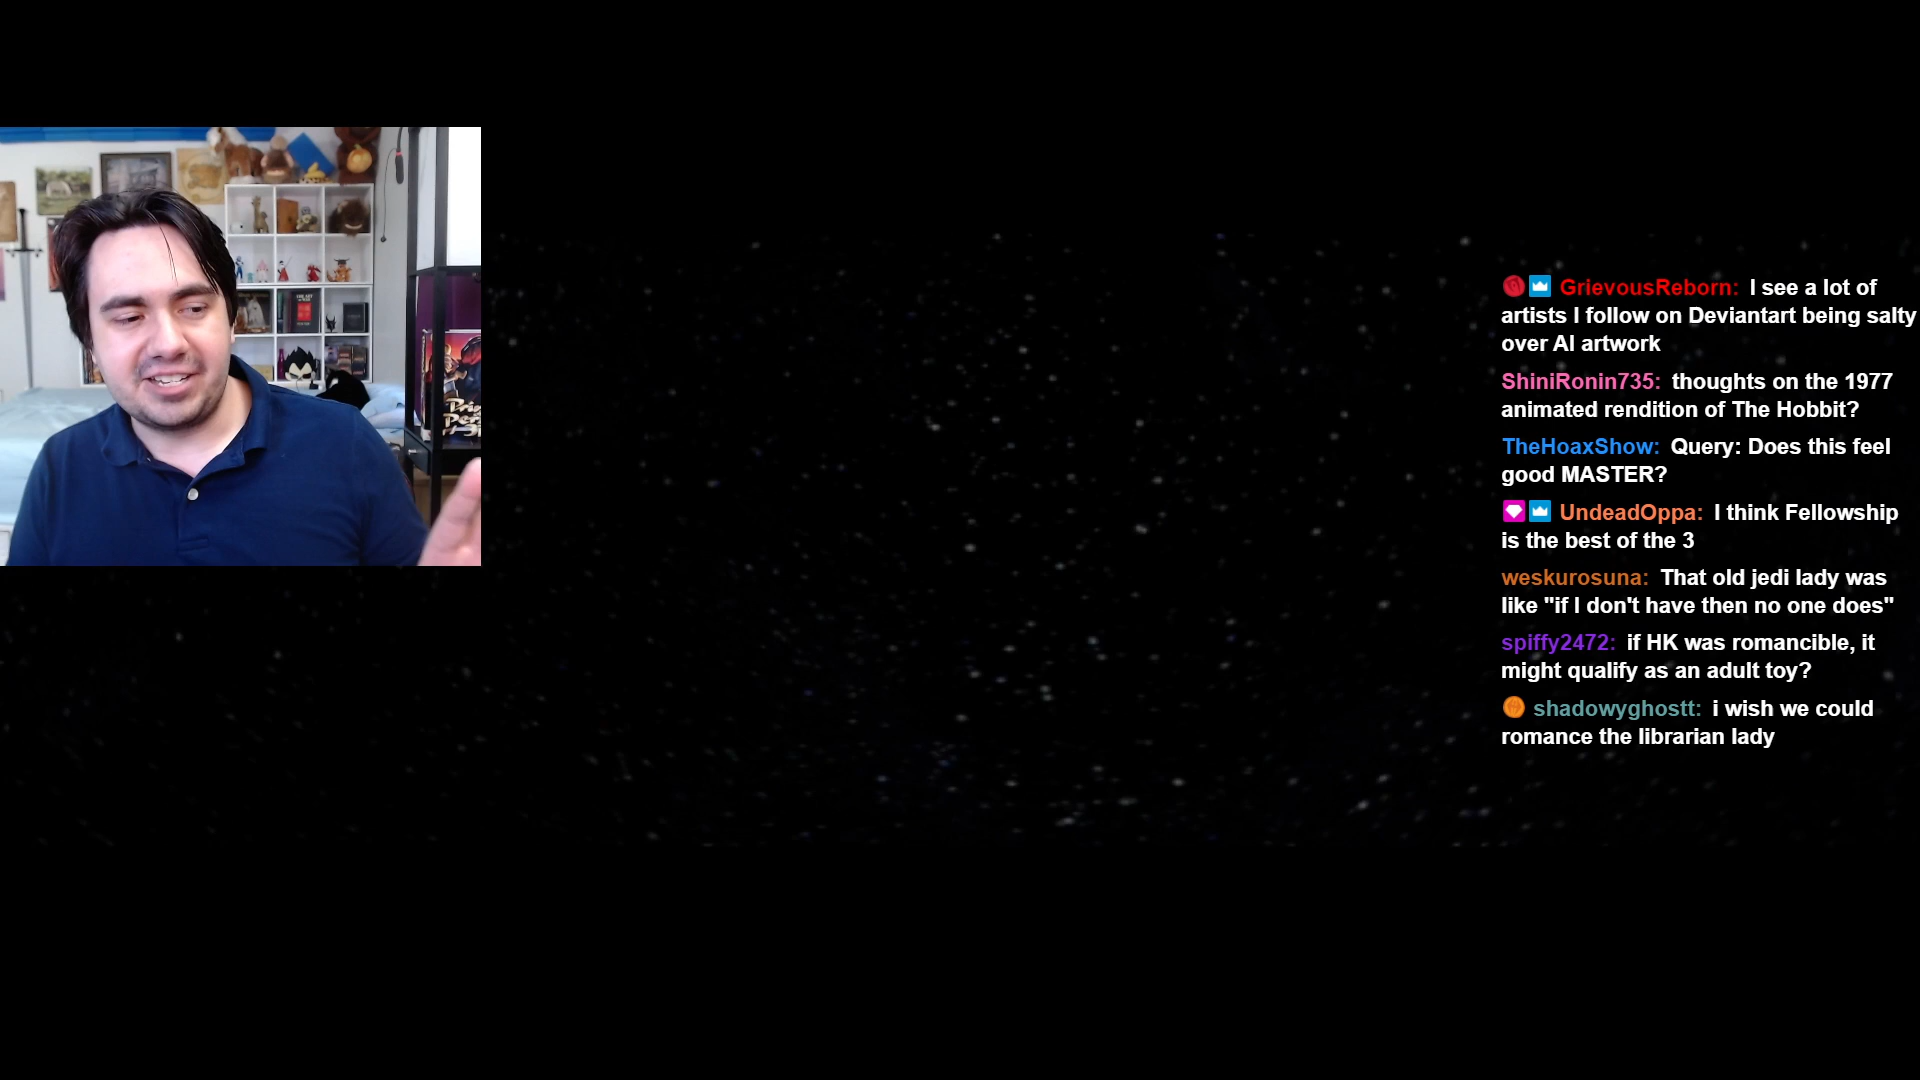 GrievousReborn: I see a lot of
artists I follow on Deviantart being salty
over AI artwork
ShiniRonin735: thoughts on the 1977
animated rendition of The Hobbit?
TheHoaxShow: Query: Does this feel
good MASTER?
UndeadOppa: I think Fellowship
is the best of the 3
weskurosuna: That old jedi lady was
like "if I don't have then no one does"
spiffy2472: if HK was romancible, it
might qualify as an adult toy?
shadowyghostt: i wish we could
romance the librarian lady